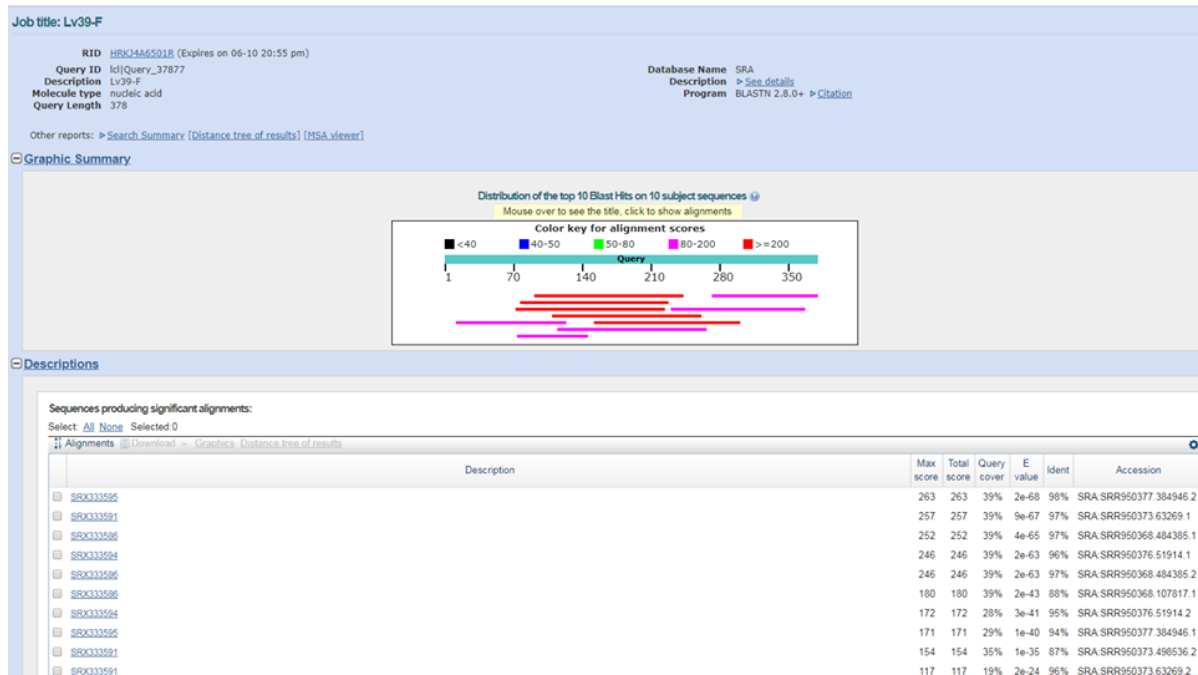 Job title: Lv39-F
RID HRKJ4A6501R (Expires on 06-10 20:55 pm)
Query ID lcl|Query_37877
Description Lv39-F
Molecule type nucleic acid
Query Length 378
Database Name SRA
Description See details
Program BLASTN 2.8.0+ Citation
Other reports: Search Summary [Distance tree of results] [MSA viewer]
Graphic Summary
Distribution of the top 10 Blast Hits on 10 subject sequences
Mouse over to see the title, click to show alignments
Color key for alignment scores
<40 40-50 50-80 80-200 >=200
Query
1 70 140 210 280 350
Descriptions
Sequences producing significant alignments:
Select: All None Selected:0
Alignments Download Graphics Distance tree of results
Description Max score Total score Query cover E value Ident Accession
SRX333595 263 263 39% 2e-68 98% SRA:SRR950377.384946.2
SRX333591 257 257 39% 9e-67 97% SRA:SRR950373.63269.1
SRX333586 252 252 39% 4e-65 97% SRA:SRR950368.484385.1
SRX333594 246 246 39% 2e-63 96% SRA:SRR950376.51914.1
SRX333586 246 246 39% 2e-63 97% SRA:SRR950368.484385.2
SRX333586 180 180 39% 2e-43 88% SRA:SRR950368.107817.1
SRX333594 172 172 28% 3e-41 95% SRA:SRR950376.51914.2
SRX333595 171 171 29% 1e-40 94% SRA:SRR950377.384946.1
SRX333591 154 154 35% 1e-35 87% SRA:SRR950373.498536.2
SRX333591 117 117 19% 2e-24 96% SRA:SRR950373.63269.2